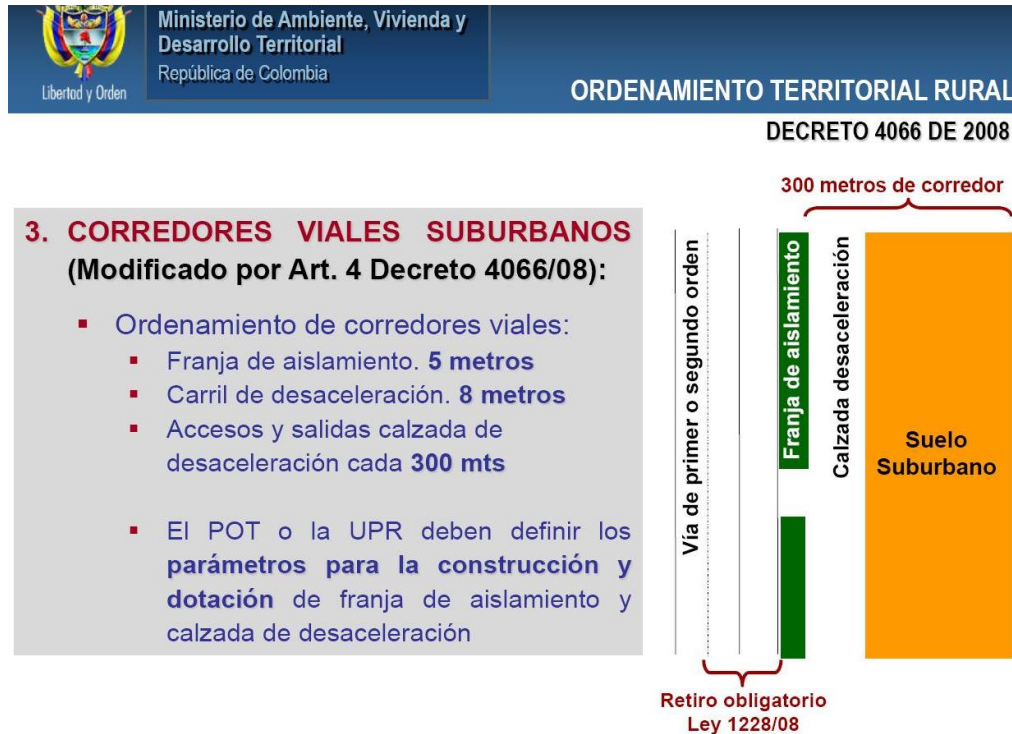 Libertad y Orden
Ministerio de Ambiente, Vivienda y
Desarrollo Territorial
República de Colombia
ORDENAMIENTO TERRITORIAL RURAL
DECRETO 4066 DE 2008
3. CORREDORES VIALES SUBURBANOS
(Modificado por Art. 4 Decreto 4066/08):
▪ Ordenamiento de corredores viales:
▪ Franja de aislamiento. 5 metros
▪ Carril de desaceleración. 8 metros
▪ Accesos y salidas calzada de
desaceleración cada 300 mts
▪ El POT o la UPR deben definir los
parámetros para la construcción y
dotación de franja de aislamiento y
calzada de desaceleración
300 metros de corredor
Vía de primer o segundo orden
Franja de aislamiento
Calzada desaceleración
Suelo
Suburbano
Retiro obligatorio
Ley 1228/08